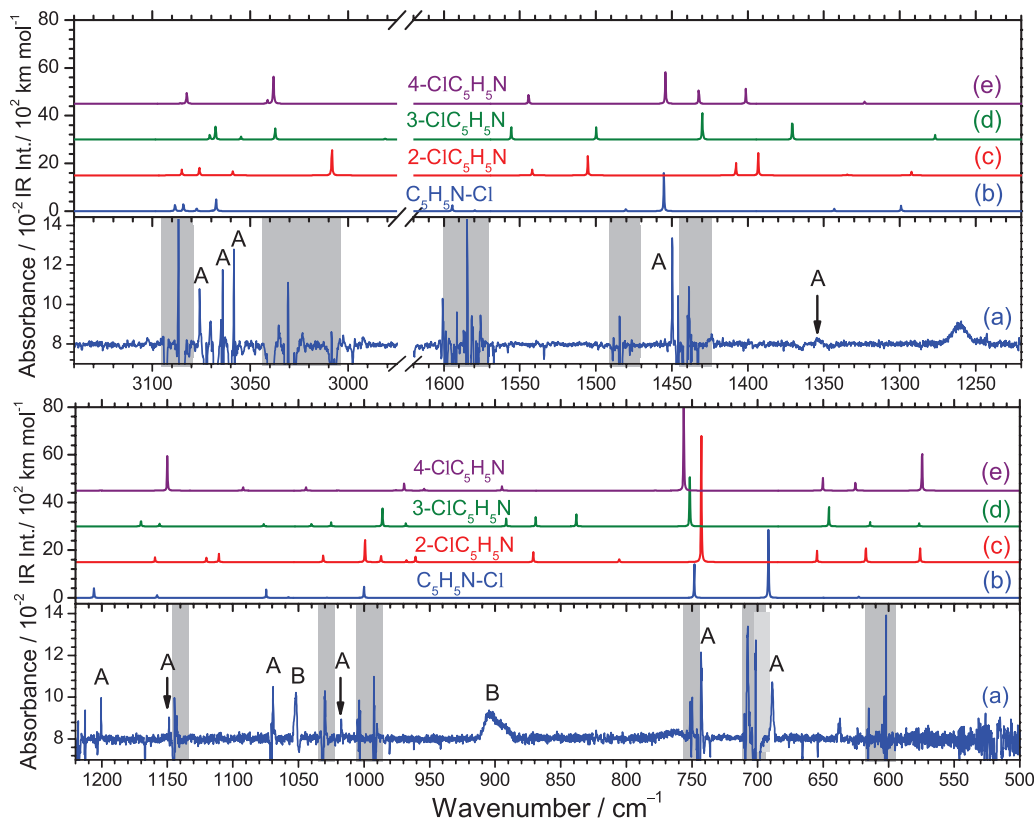 80
60
40
20
0
IR Int./ 10² km mol⁻¹
4-ClC₅H₅N (e)
3-ClC₅H₅N (d)
2-ClC₅H₅N (c)
C₅H₅N-Cl (b)
14
12
10
8
Absorbance / 10⁻²
A A A A A
(a)
3100 3050 3000 1600 1550 1500 1450 1400 1350 1300 1250
80
60
40
20
0
IR Int./ 10² km mol⁻¹
4-ClC₅H₅N (e)
3-ClC₅H₅N (d)
2-ClC₅H₅N (c)
C₅H₅N-Cl (b)
14
12
10
8
Absorbance / 10⁻²
A A A B A B A A
(a)
1200 1150 1100 1050 1000 950 900 850 800 750 700 650 600 550 500
Wavenumber / cm⁻¹